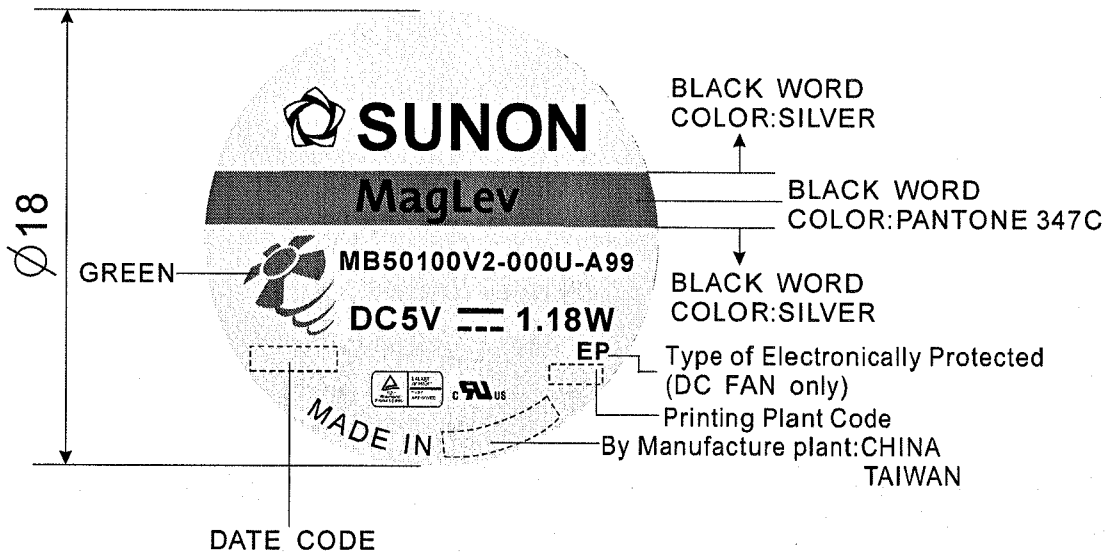 SUNON
MagLev
MB50100V2-000U-A99
DC5V 1.18W
EP
C US
MADE IN
Ø18
GREEN
DATE CODE
BLACK WORD
COLOR:SILVER
BLACK WORD
COLOR:PANTONE 347C
BLACK WORD
COLOR:SILVER
Type of Electronically Protected
(DC FAN only)
Printing Plant Code
By Manufacture plant:CHINA
TAIWAN